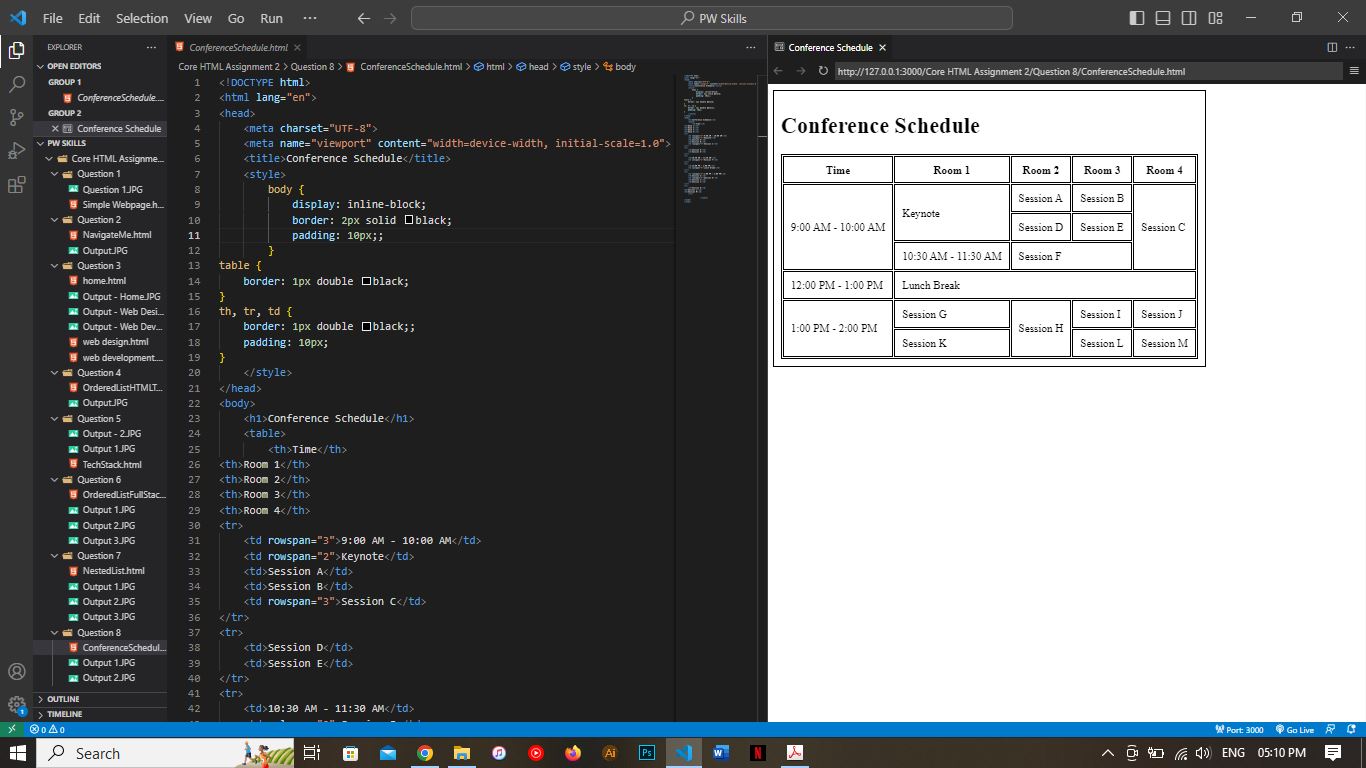 File Edit Selection View Go Run ··· PW Skills
EXPLORER
OPEN EDITORS
GROUP 1
ConferenceSchedule....
GROUP 2
Conference Schedule
PW SKILLS
Core HTML Assignme...
Question 1
Question 1.JPG
Simple Webpage.h...
Question 2
NavigateMe.html
Output.JPG
Question 3
home.html
Output - Home.JPG
Output - Web Desi...
Output - Web Dev...
web design.html
web development....
Question 4
OrderedListHTMLT...
Output.JPG
Question 5
Output - 2.JPG
Output 1.JPG
TechStack.html
Question 6
OrderedListFullStac...
Output 1.JPG
Output 2.JPG
Output 3.JPG
Question 7
NestedList.html
Output 1.JPG
Output 2.JPG
Output 3.JPG
Question 8
ConferenceSchedul...
Output 1.JPG
Output 2.JPG
OUTLINE
TIMELINE
ConferenceSchedule.html
Core HTML Assignment 2 > Question 8 > ConferenceSchedule.html > html > head > style > body
1 <!DOCTYPE html>
2 <html lang="en">
3 <head>
4 <meta charset="UTF-8">
5 <meta name="viewport" content="width=device-width, initial-scale=1.0">
6 <title>Conference Schedule</title>
7 <style>
8 body {
9 display: inline-block;
10 border: 2px solid black;
11 padding: 10px;;
12 }
13 table {
14 border: 1px double black;
15 }
16 th, tr, td {
17 border: 1px double black;;
18 padding: 10px;
19 }
20 </style>
21 </head>
22 <body>
23 <h1>Conference Schedule</h1>
24 <table>
25 <th>Time</th>
26 <th>Room 1</th>
27 <th>Room 2</th>
28 <th>Room 3</th>
29 <th>Room 4</th>
30 <tr>
31 <td rowspan="3">9:00 AM - 10:00 AM</td>
32 <td rowspan="2">Keynote</td>
33 <td>Session A</td>
34 <td>Session B</td>
35 <td rowspan="3">Session C</td>
36 </tr>
37 <tr>
38 <td>Session D</td>
39 <td>Session E</td>
40 </tr>
41 <tr>
42 <td>10:30 AM - 11:30 AM</td>
Conference Schedule
http://127.0.0.1:3000/Core HTML Assignment 2/Question 8/ConferenceSchedule.html
Conference Schedule
Time Room 1 Room 2 Room 3 Room 4
9:00 AM - 10:00 AM Keynote Session A Session B Session C
Session D Session E
10:30 AM - 11:30 AM Session F
12:00 PM - 1:00 PM Lunch Break
1:00 PM - 2:00 PM Session G Session H Session I Session J
Session K Session L Session M
0 0 Port: 3000 Go Live
Search ENG 05:10 PM